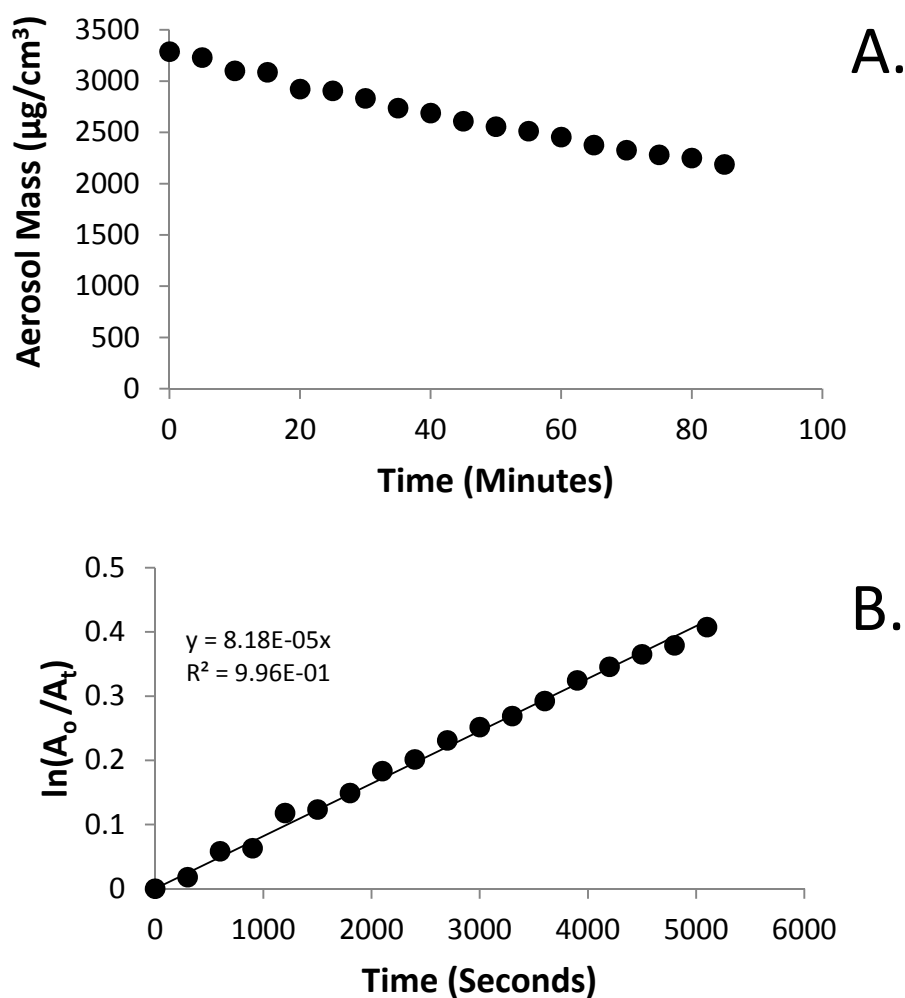 A.
3500
3000
2500
2000
1500
1000
500
0
Aerosol Mass (µg/cm³)
0 20 40 60 80 100
Time (Minutes)
B.
0.5
0.4
0.3
0.2
0.1
0
y = 8.18E-05x
R² = 9.96E-01
ln(Aₒ/Aₜ)
0 1000 2000 3000 4000 5000 6000
Time (Seconds)